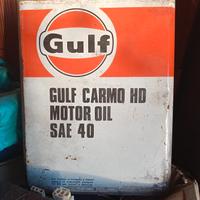 Gulf
GULF CARMO HD
MOTOR OIL
SAE 40